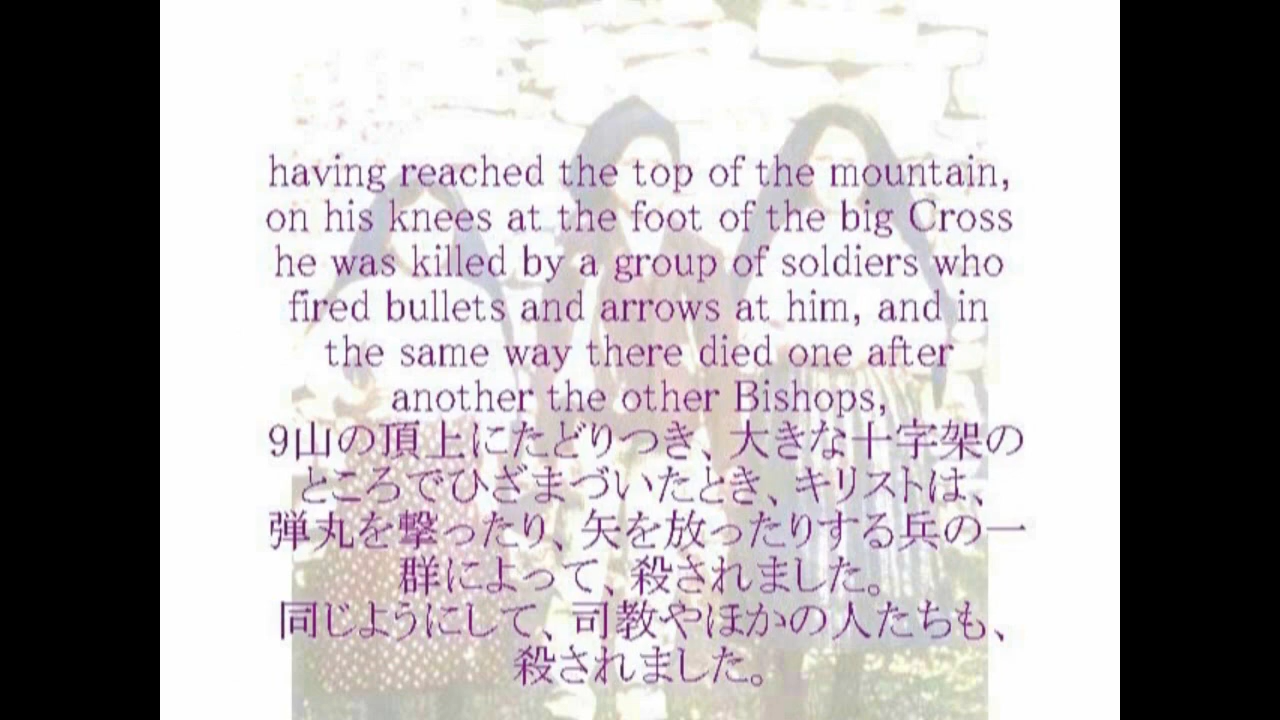 having reached the top of the mountain,
on his knees at the foot of the big Cross
he was killed by a group of soldiers who
fired bullets and arrows at him, and in
the same way there died one after
another the other Bishops,
9山の頂上にたどりつき、大きな十字架の
ところでひざまづいたとき、キリストは、
弾丸を撃ったり、矢を放ったりする兵の一
群によって、殺されました。
同じようにして、司教やほかの人たちも、
殺されました。